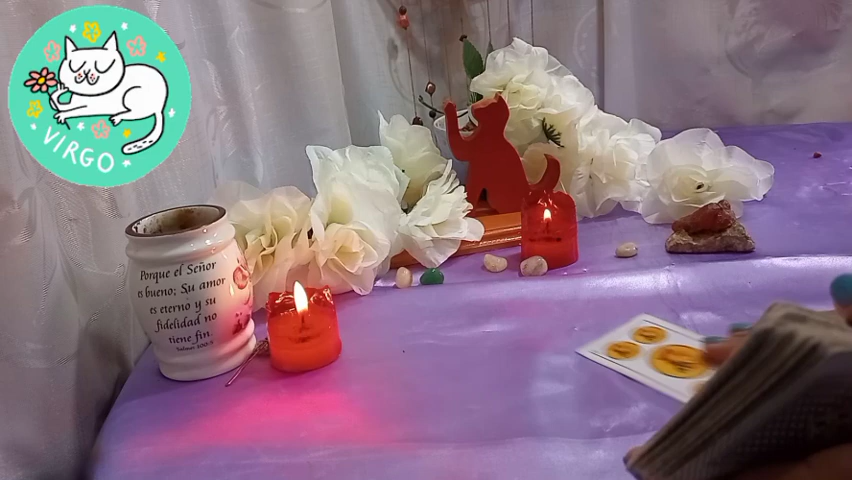 VIRGO
Porque el Señor
es bueno; Su amor
es eterno y su
fidelidad no
tiene fin.